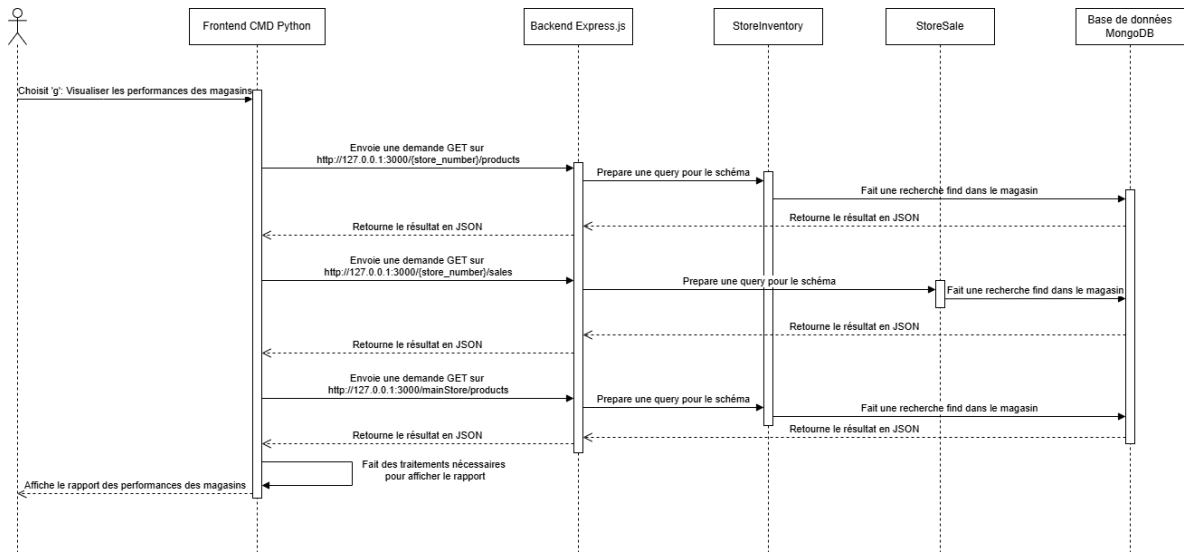 Frontend CMD Python
Backend Express.js
StoreInventory
StoreSale
Base de données
MongoDB
Choisit 'g': Visualiser les performances des magasins
Envoie une demande GET sur
http://127.0.0.1:3000/{store_number}/products
Prepare une query pour le schéma
Fait une recherche find dans le magasin
Retourne le résultat en JSON
Retourne le résultat en JSON
Envoie une demande GET sur
http://127.0.0.1:3000/{store_number}/sales
Prepare une query pour le schéma
Fait une recherche find dans le magasin
Retourne le résultat en JSON
Retourne le résultat en JSON
Envoie une demande GET sur
http://127.0.0.1:3000/mainStore/products
Prepare une query pour le schéma
Fait une recherche find dans le magasin
Retourne le résultat en JSON
Retourne le résultat en JSON
Fait des traitements nécessaires
pour afficher le rapport
Affiche le rapport des performances des magasins